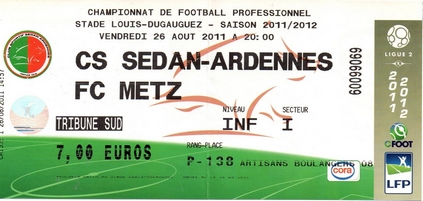 CHAMPIONNAT DE FOOTBALL PROFESSIONNEL
STADE LOUIS-DUGAUGUEZ - SAISON 2011/2012
VENDREDI 26 AOUT 2011 A 20:00
CS SEDAN-ARDENNES
FC METZ
NIVEAU SECTEUR
TRIBUNE SUD INF I
RANG-PLACE
7,00 EUROS P-138 ARTISANS BOULANGERS 08
60099069
LIGUE 2
2011
2012
CFOOT
LFP
cora